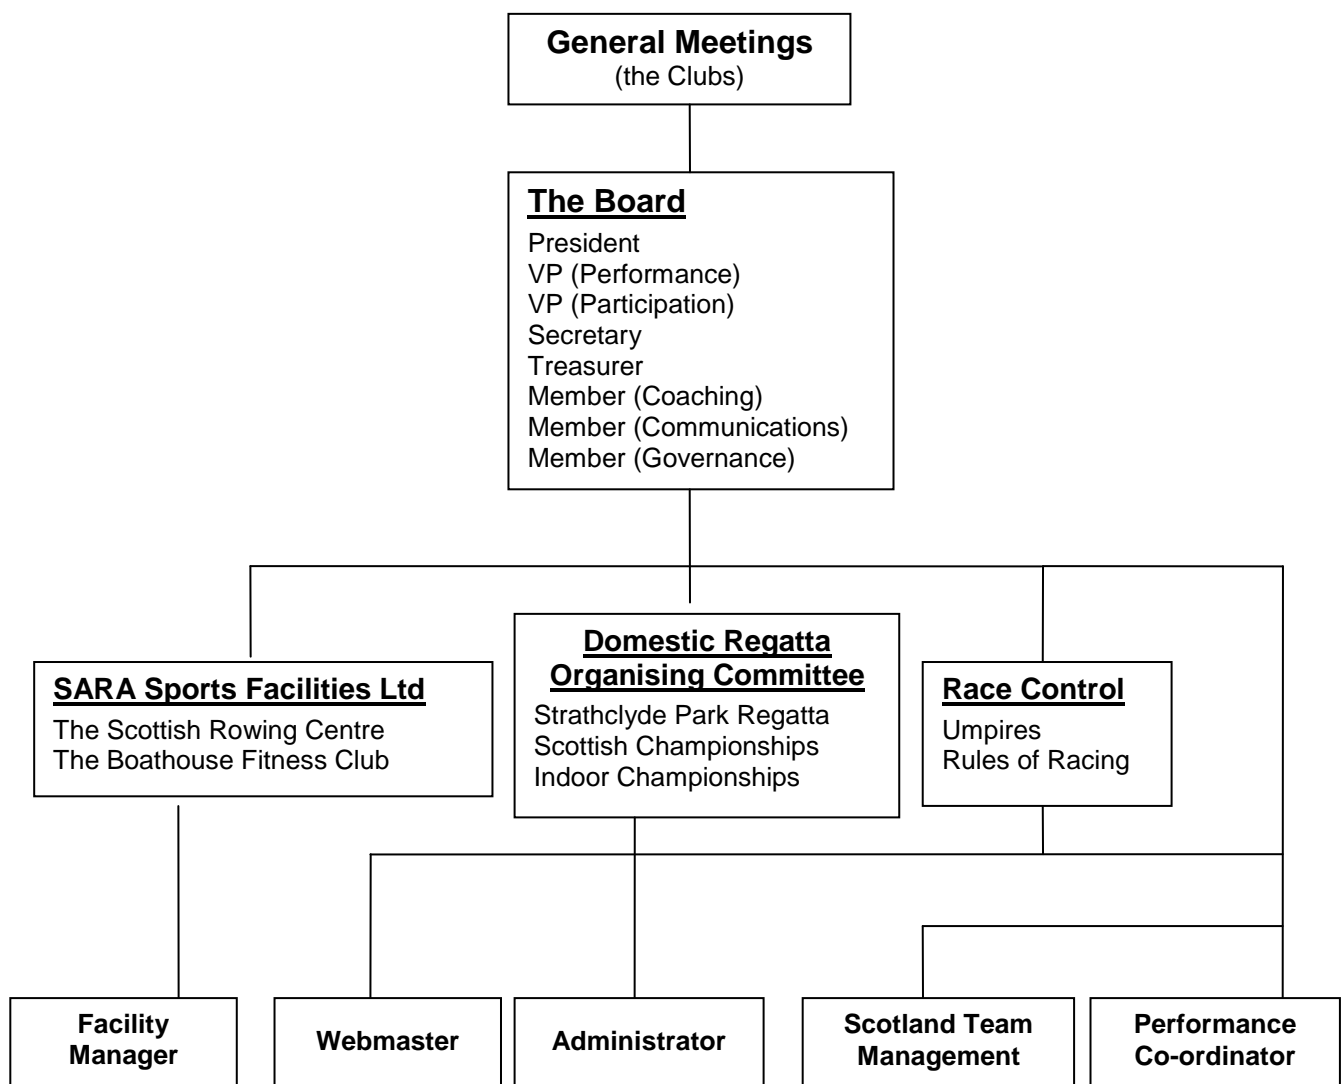 General Meetings
(the Clubs)
The Board
President
VP (Performance)
VP (Participation)
Secretary
Treasurer
Member (Coaching)
Member (Communications)
Member (Governance)
SARA Sports Facilities Ltd
The Scottish Rowing Centre
The Boathouse Fitness Club
Domestic Regatta
Organising Committee
Strathclyde Park Regatta
Scottish Championships
Indoor Championships
Race Control
Umpires
Rules of Racing
Facility
Manager
Webmaster
Administrator
Scotland Team
Management
Performance
Co-ordinator